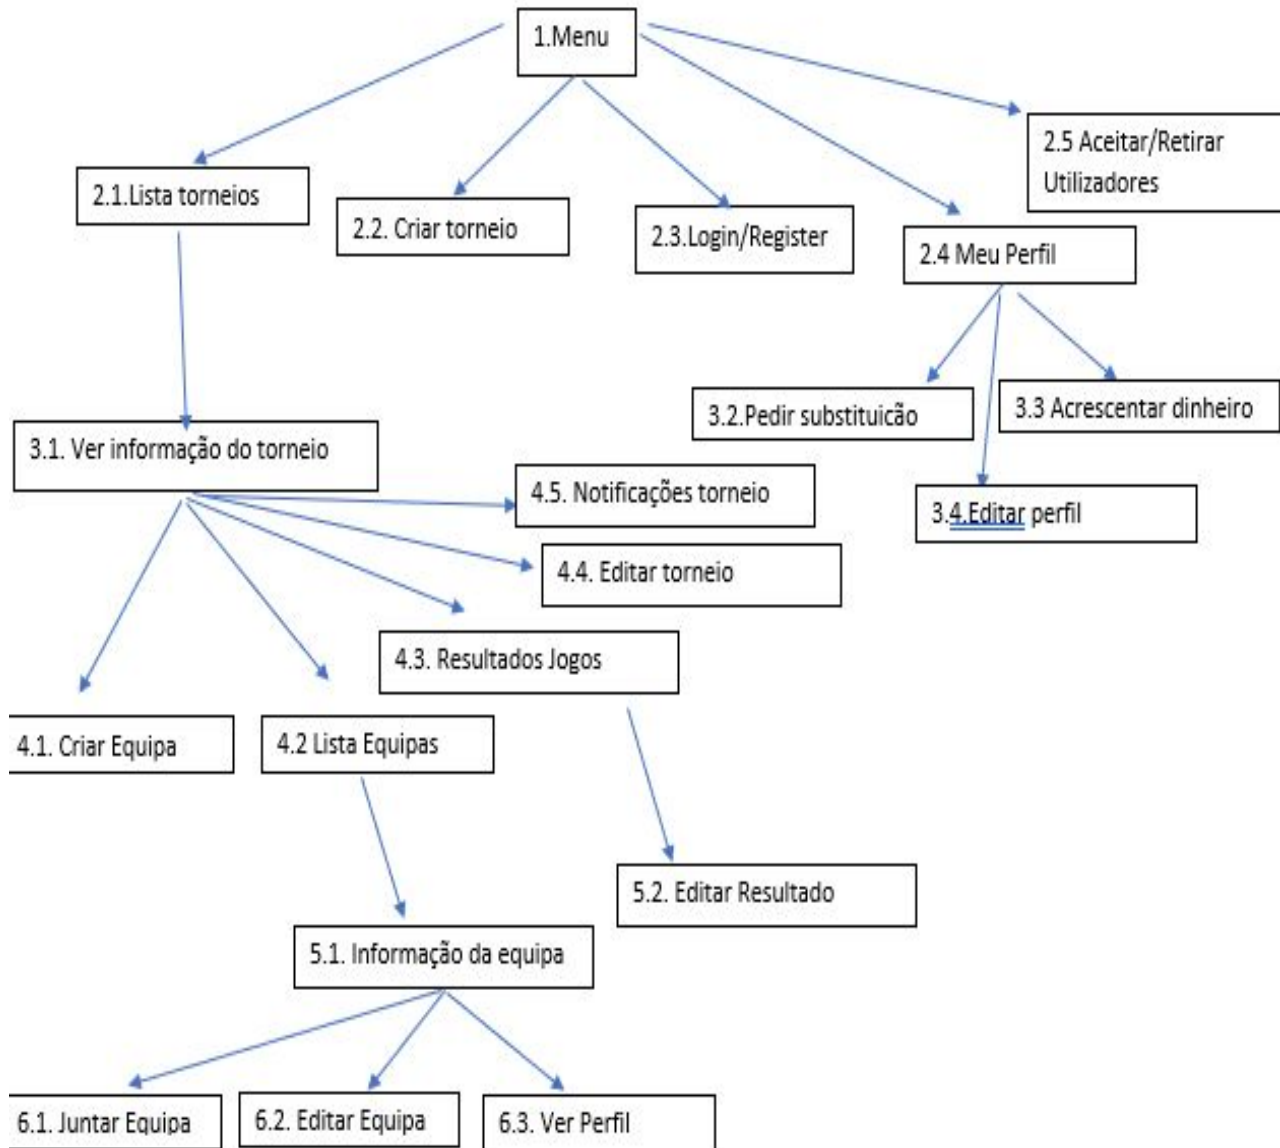 1.Menu
2.5 Aceitar/Retirar
Utilizadores
2.1.Lista torneios
2.2. Criar torneio
2.3.Login/Register
2.4 Meu Perfil
3.2.Pedir substituicão
3.3 Acrescentar dinheiro
3.1. Ver informação do torneio
4.5. Notificações torneio
3.4.Editar perfil
4.4. Editar torneio
4.3. Resultados Jogos
4.1. Criar Equipa
4.2 Lista Equipas
5.2. Editar Resultado
5.1. Informação da equipa
6.1. Juntar Equipa
6.2. Editar Equipa
6.3. Ver Perfil